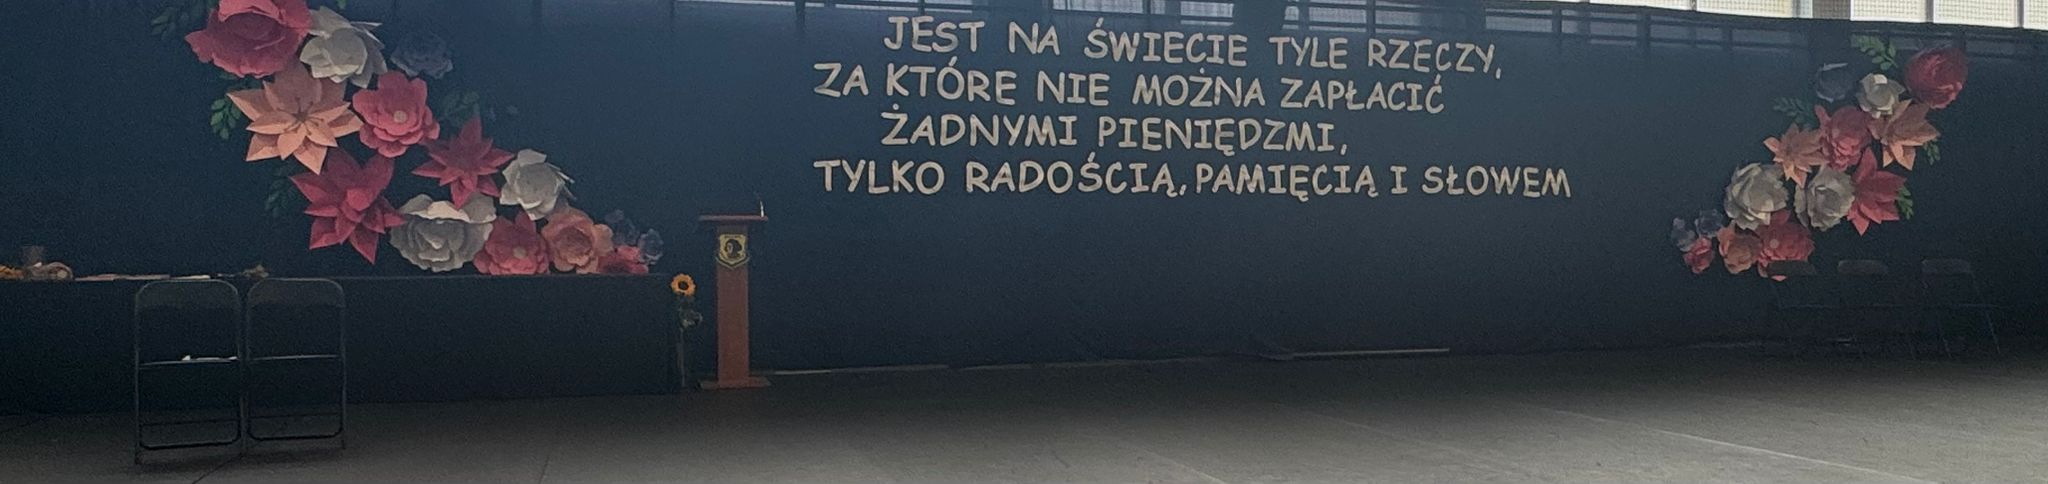 JEST NA ŚWIECIE TYLE RZECZY,
ZA KTÓRE NIE MOŻNA ZAPŁACIĆ
ŻADNYMI PIENIĘDZMI,
TYLKO RADOŚCIĄ, PAMIĘCIĄ I SŁOWEM